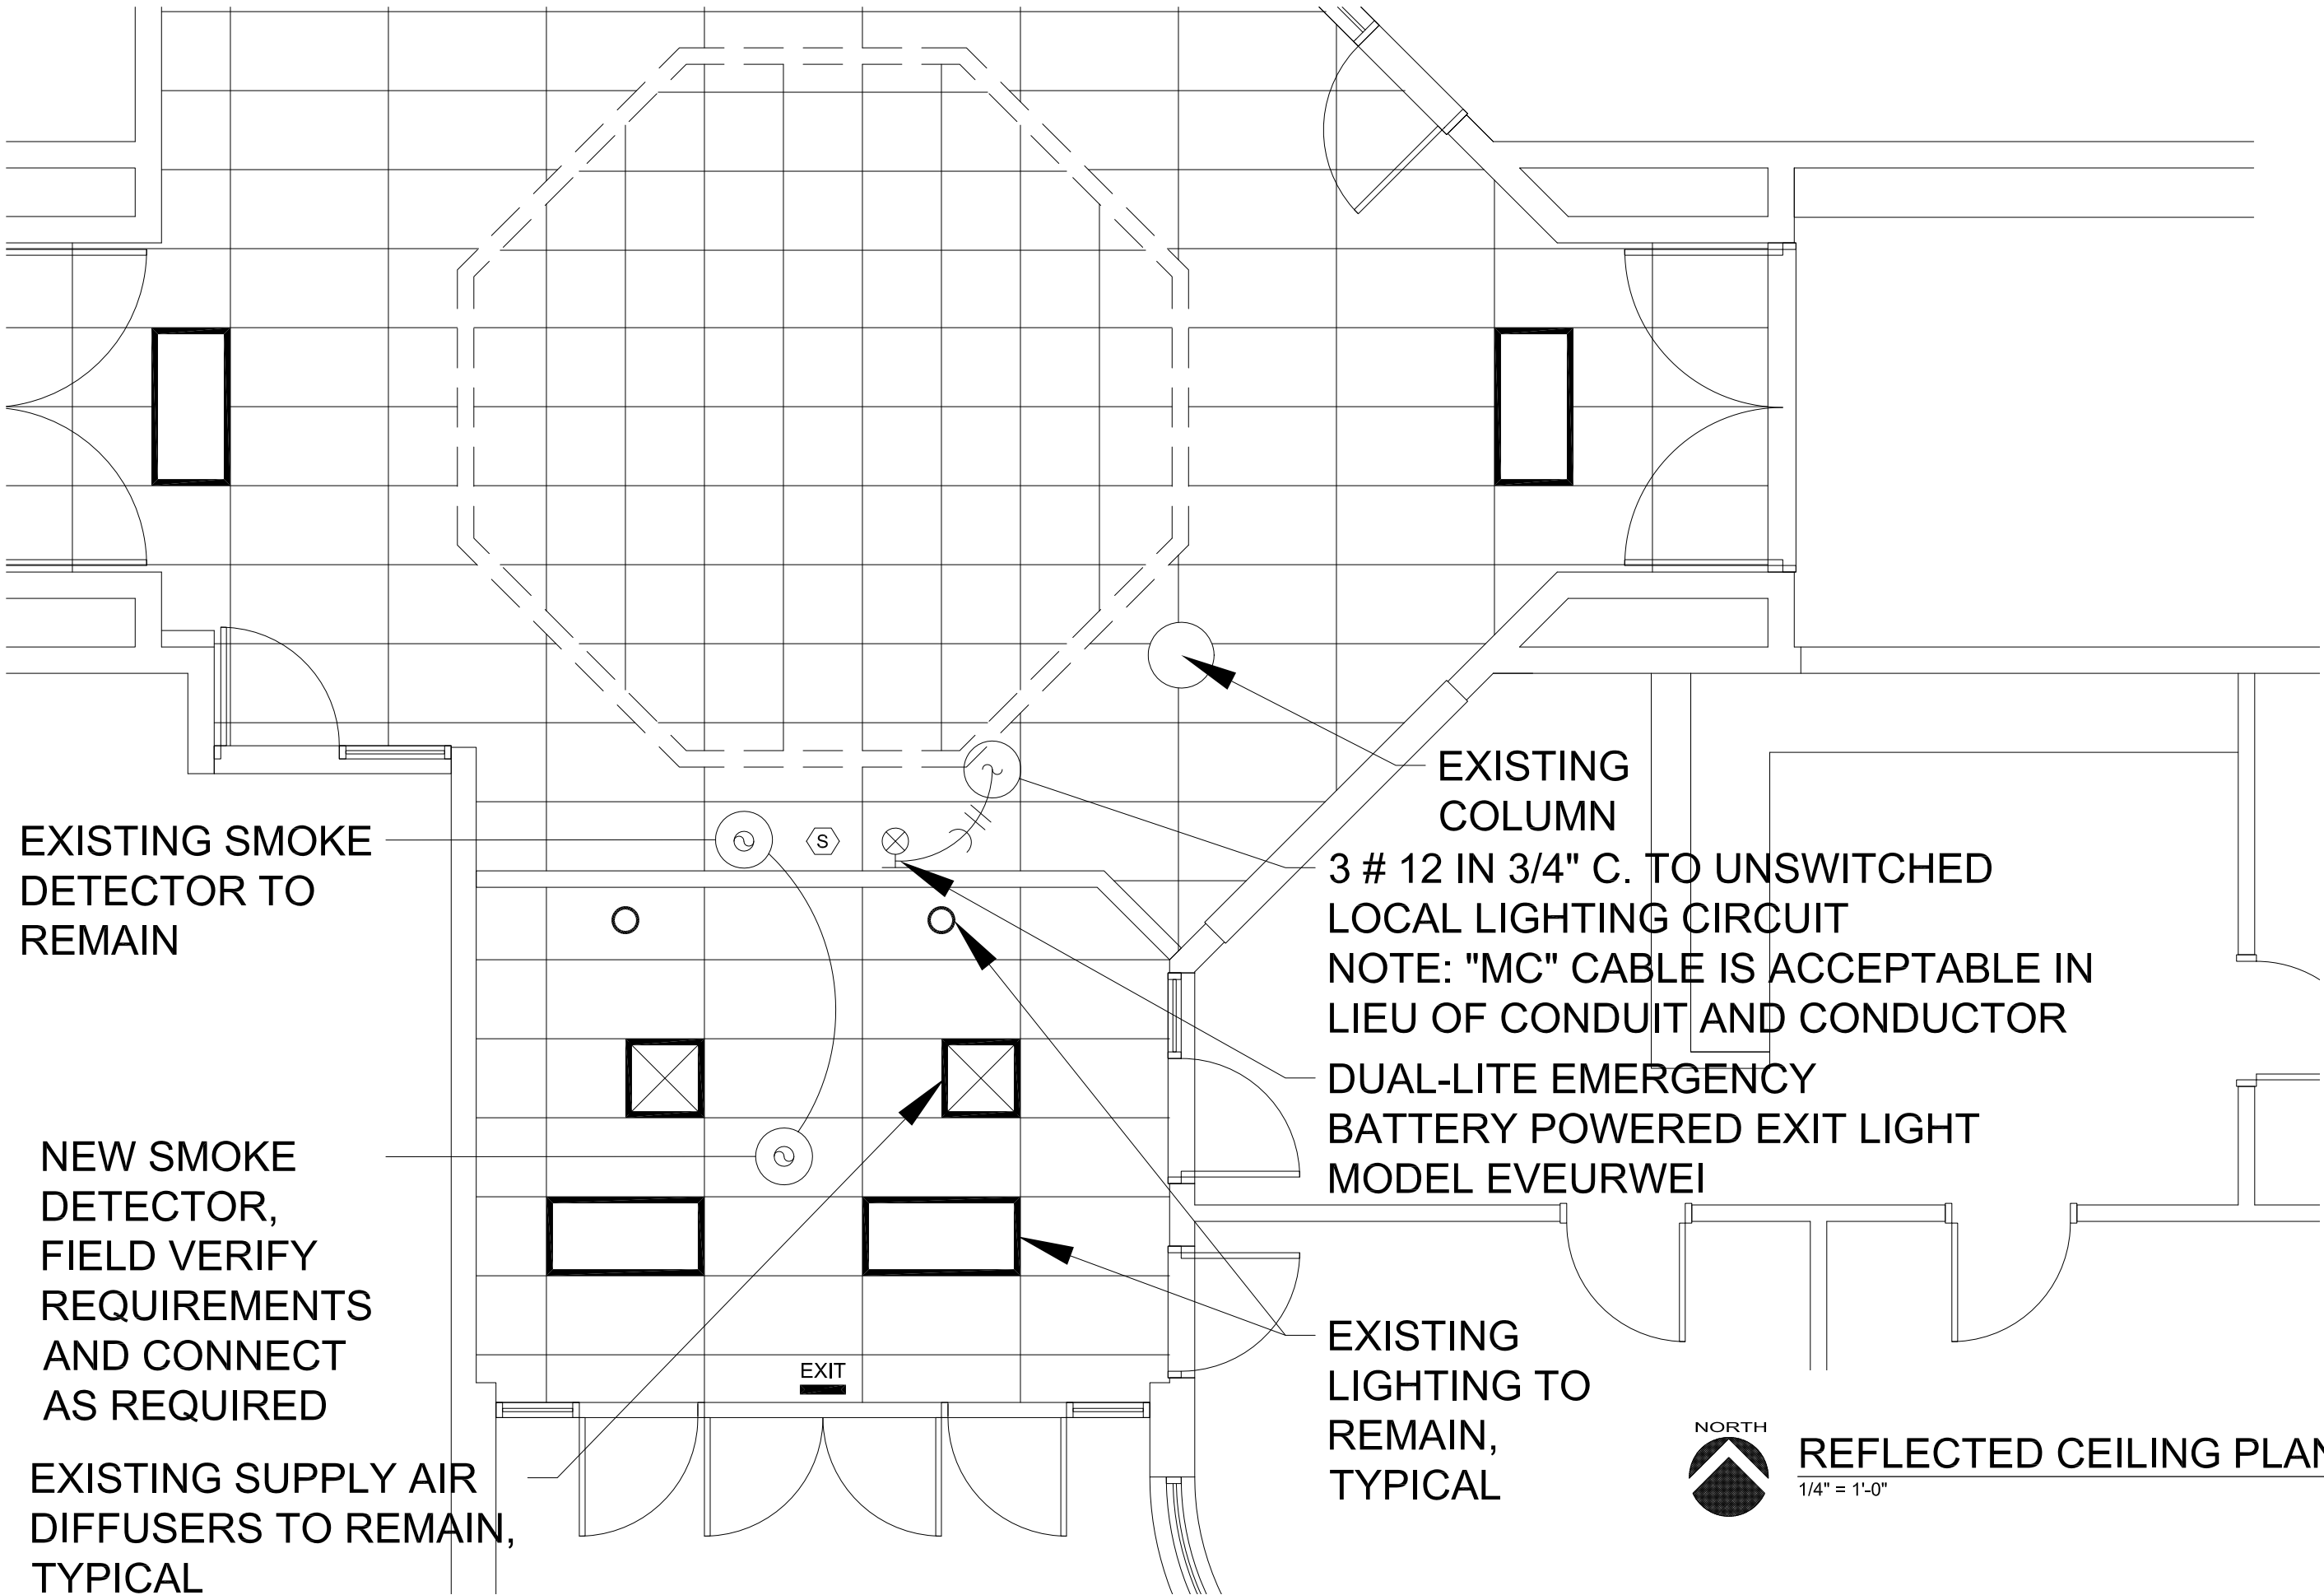 EXISTING
COLUMN
EXISTING SMOKE
DETECTOR TO
REMAIN
S
3 # 12 IN 3/4" C. TO UNSWITCHED
LOCAL LIGHTING CIRCUIT
NOTE: "MC" CABLE IS ACCEPTABLE IN
LIEU OF CONDUIT AND CONDUCTOR
DUAL-LITE EMERGENCY
BATTERY POWERED EXIT LIGHT
MODEL EVEURWEI
NEW SMOKE
DETECTOR,
FIELD VERIFY
REQUIREMENTS
AND CONNECT
AS REQUIRED
EXIT
EXISTING
LIGHTING TO
REMAIN,
TYPICAL
EXISTING SUPPLY AIR
DIFFUSERS TO REMAIN,
TYPICAL
NORTH
REFLECTED CEILING PLAN
1/4" = 1'-0"